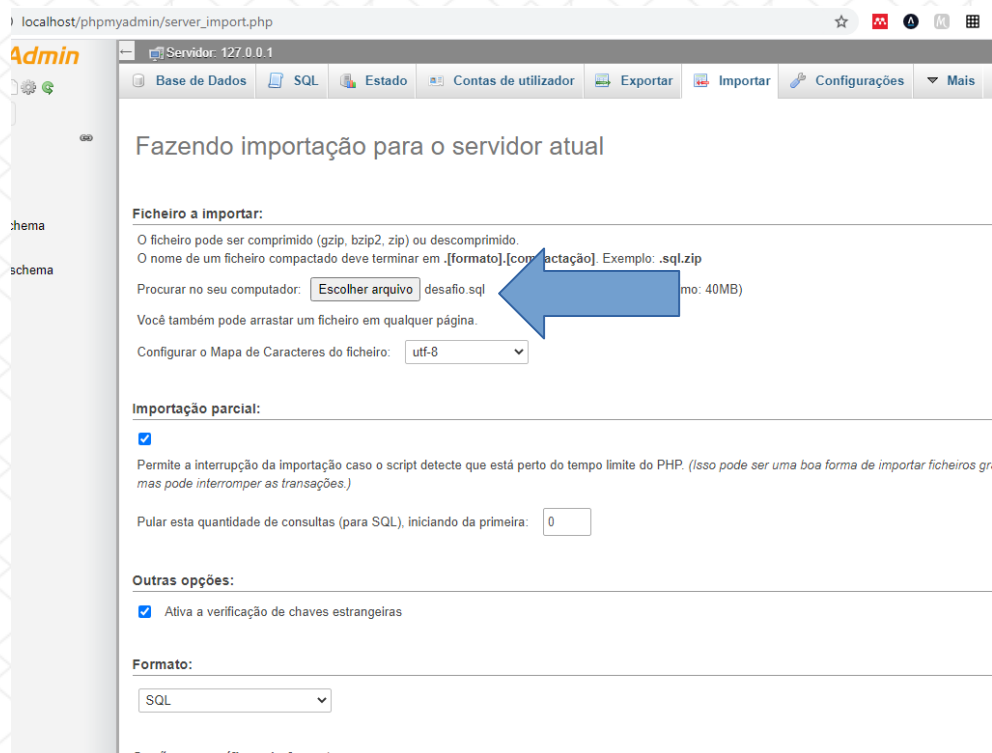 localhost/phpmyadmin/server_import.php
Admin
Servidor: 127.0.0.1
Base de Dados SQL Estado Contas de utilizador Exportar Importar Configurações Mais
Fazendo importação para o servidor atual
Ficheiro a importar:
chema
O ficheiro pode ser comprimido (gzip, bzip2, zip) ou descomprimido.
O nome de um ficheiro compactado deve terminar em .[formato].[compactação]. Exemplo: .sql.zip
schema
Procurar no seu computador: Escolher arquivo desafio.sql mo: 40MB)
Você também pode arrastar um ficheiro em qualquer página.
Configurar o Mapa de Caracteres do ficheiro: utf-8
Importação parcial:
Permite a interrupção da importação caso o script detecte que está perto do tempo limite do PHP. (Isso pode ser uma boa forma de importar ficheiros gra
mas pode interromper as transações.)
Pular esta quantidade de consultas (para SQL), iniciando da primeira: 0
Outras opções:
Ativa a verificação de chaves estrangeiras
Formato:
SQL